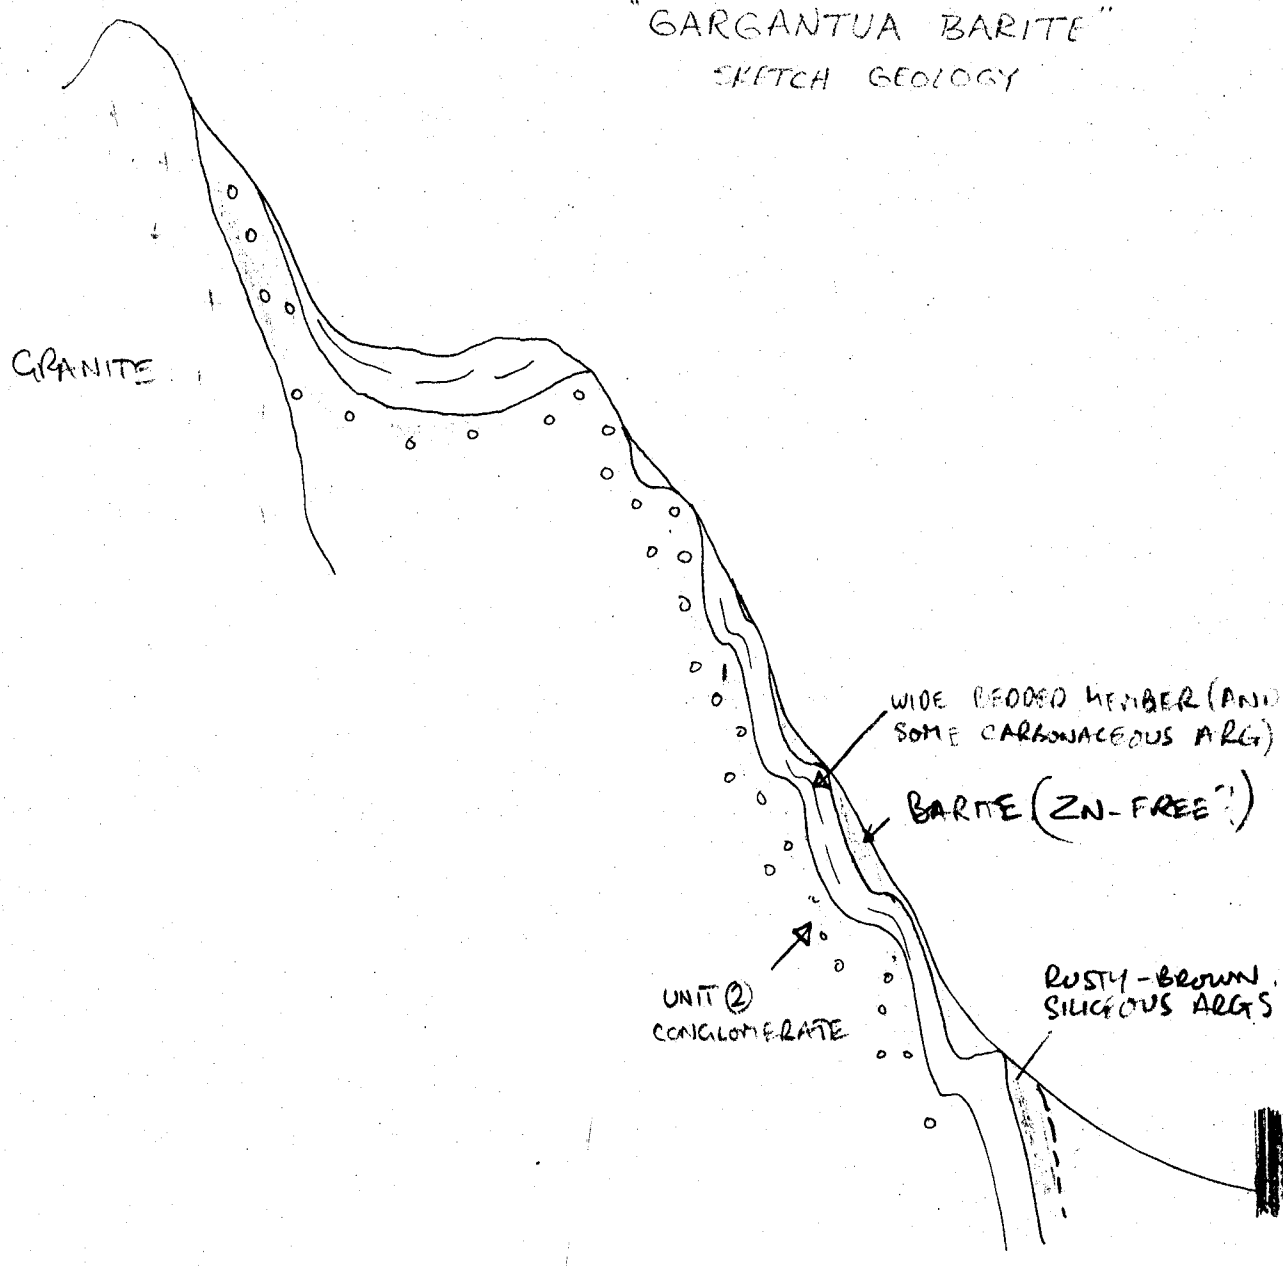 "GARGANTUA BARITE"
SKETCH GEOLOGY
GRANITE
WIDE BEDDED MEMBER (AND
SOME CARBONACEOUS ARG)
BARITE (ZN-FREE?)
UNIT ②
CONGLOMERATE
RUSTY-BROWN
SILICEOUS ARGS